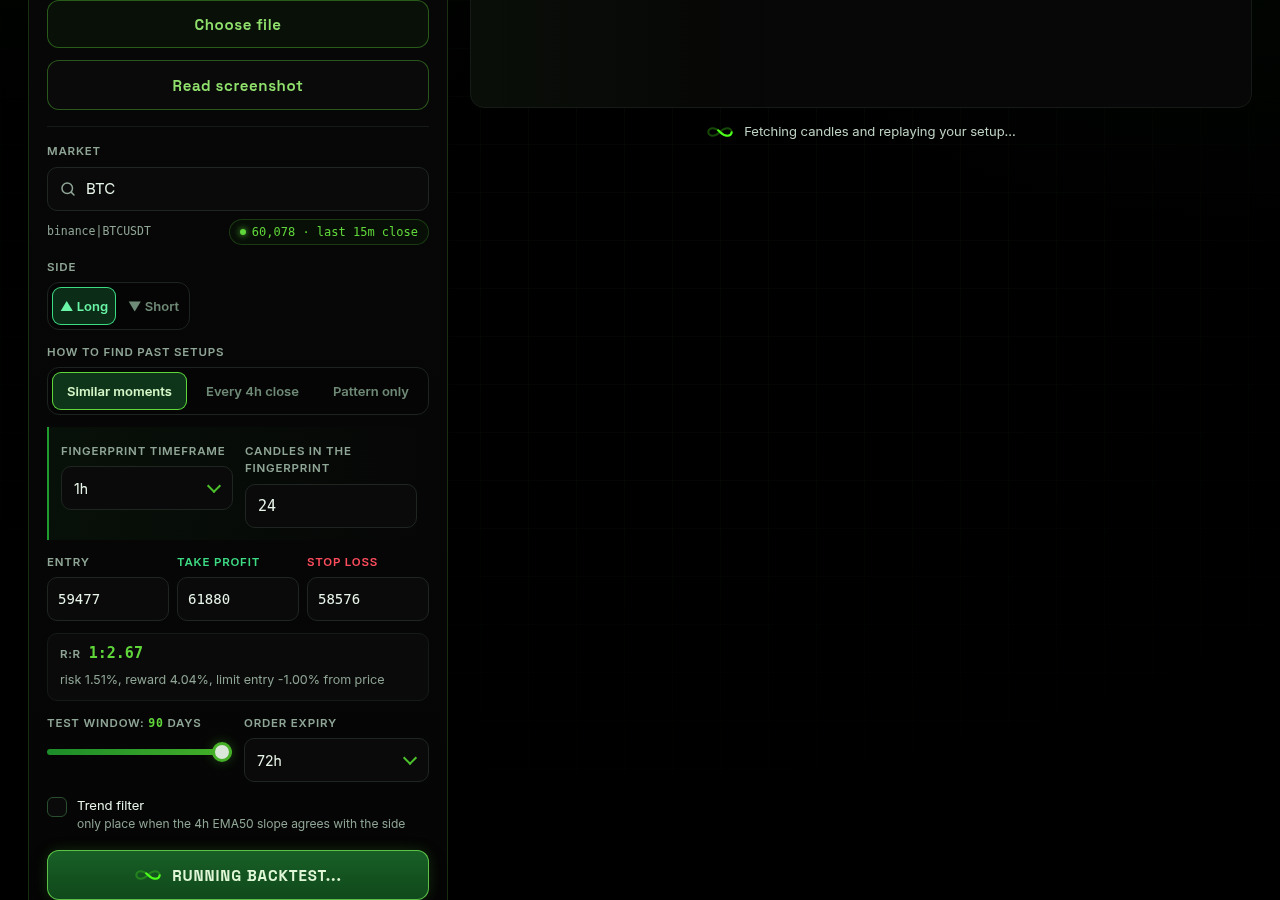 Choose file
Read screenshot
Fetching candles and replaying your setup...
MARKET
BTC
binance|BTCUSDT
60,078 · last 15m close
SIDE
▲ Long ▼ Short
HOW TO FIND PAST SETUPS
Similar moments Every 4h close Pattern only
FINGERPRINT TIMEFRAME
1h
CANDLES IN THE
FINGERPRINT
24
ENTRY TAKE PROFIT STOP LOSS
59477 61880 58576
R:R 1:2.67
risk 1.51%, reward 4.04%, limit entry -1.00% from price
TEST WINDOW: 90 DAYS
ORDER EXPIRY
72h
Trend filter
only place when the 4h EMA50 slope agrees with the side
RUNNING BACKTEST...